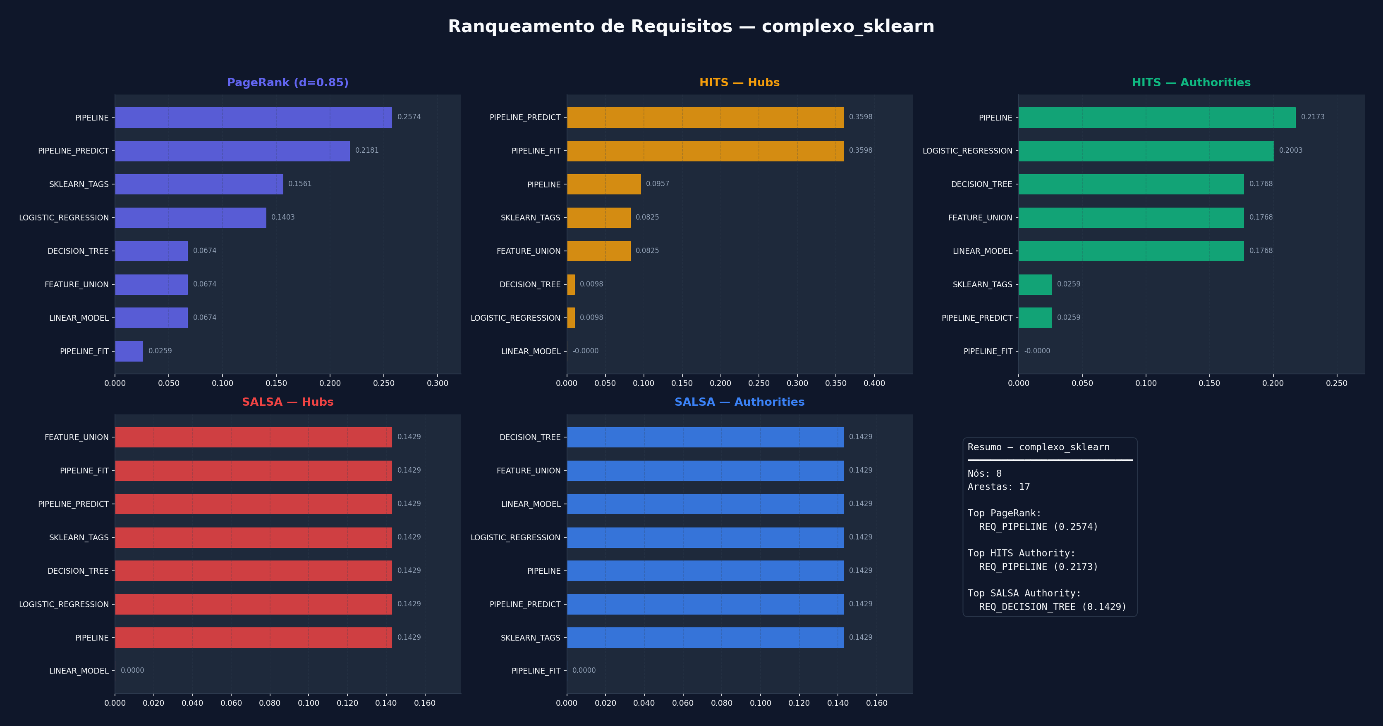 Ranqueamento de Requisitos — complexo_sklearn
PageRank (d=0.85)
PIPELINE 0.2574
PIPELINE_PREDICT 0.2181
SKLEARN_TAGS 0.1561
LOGISTIC_REGRESSION 0.1403
DECISION_TREE 0.0674
FEATURE_UNION 0.0674
LINEAR_MODEL 0.0674
PIPELINE_FIT 0.0259
0.000 0.050 0.100 0.150 0.200 0.250 0.300
HITS — Hubs
PIPELINE_PREDICT 0.3598
PIPELINE_FIT 0.3598
PIPELINE 0.0957
SKLEARN_TAGS 0.0825
FEATURE_UNION 0.0825
DECISION_TREE 0.0098
LOGISTIC_REGRESSION 0.0098
LINEAR_MODEL -0.0000
0.000 0.050 0.100 0.150 0.200 0.250 0.300 0.350 0.400
HITS — Authorities
PIPELINE 0.2173
LOGISTIC_REGRESSION 0.2003
DECISION_TREE 0.1768
FEATURE_UNION 0.1768
LINEAR_MODEL 0.1768
SKLEARN_TAGS 0.0259
PIPELINE_PREDICT 0.0259
PIPELINE_FIT -0.0000
0.000 0.050 0.100 0.150 0.200 0.250
SALSA — Hubs
FEATURE_UNION 0.1429
PIPELINE_FIT 0.1429
PIPELINE_PREDICT 0.1429
SKLEARN_TAGS 0.1429
DECISION_TREE 0.1429
LOGISTIC_REGRESSION 0.1429
PIPELINE 0.1429
LINEAR_MODEL 0.0000
0.000 0.020 0.040 0.060 0.080 0.100 0.120 0.140 0.160
SALSA — Authorities
DECISION_TREE 0.1429
FEATURE_UNION 0.1429
LINEAR_MODEL 0.1429
LOGISTIC_REGRESSION 0.1429
PIPELINE 0.1429
PIPELINE_PREDICT 0.1429
SKLEARN_TAGS 0.1429
PIPELINE_FIT 0.0000
0.000 0.020 0.040 0.060 0.080 0.100 0.120 0.140 0.160
Resumo — complexo_sklearn
Nós: 8
Arestas: 17
Top PageRank:
REQ_PIPELINE (0.2574)
Top HITS Authority:
REQ_PIPELINE (0.2173)
Top SALSA Authority:
REQ_DECISION_TREE (0.1429)